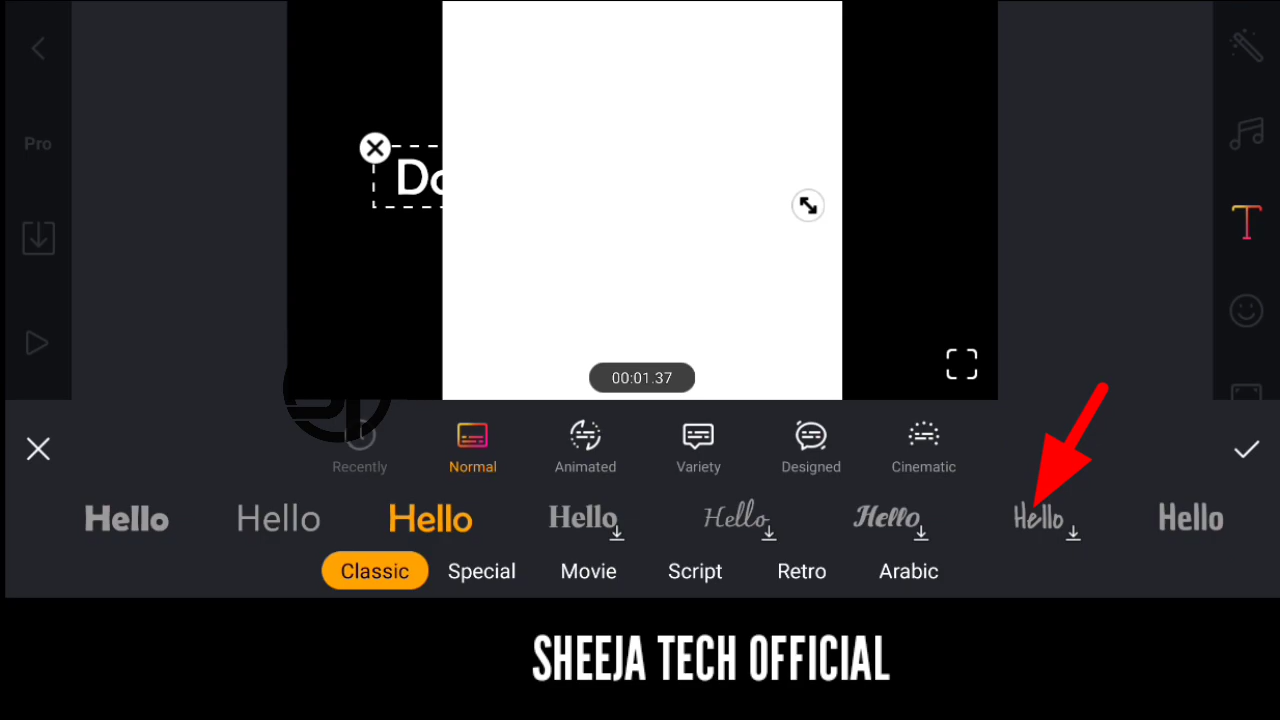 Pro
Do
00:01.37
Recently
Normal
Animated
Variety
Designed
Cinematic
Hello
Hello
Hello
Hello
Hello
Hello
Hello
Hello
Classic
Special
Movie
Script
Retro
Arabic
SHEEJA TECH OFFICIAL